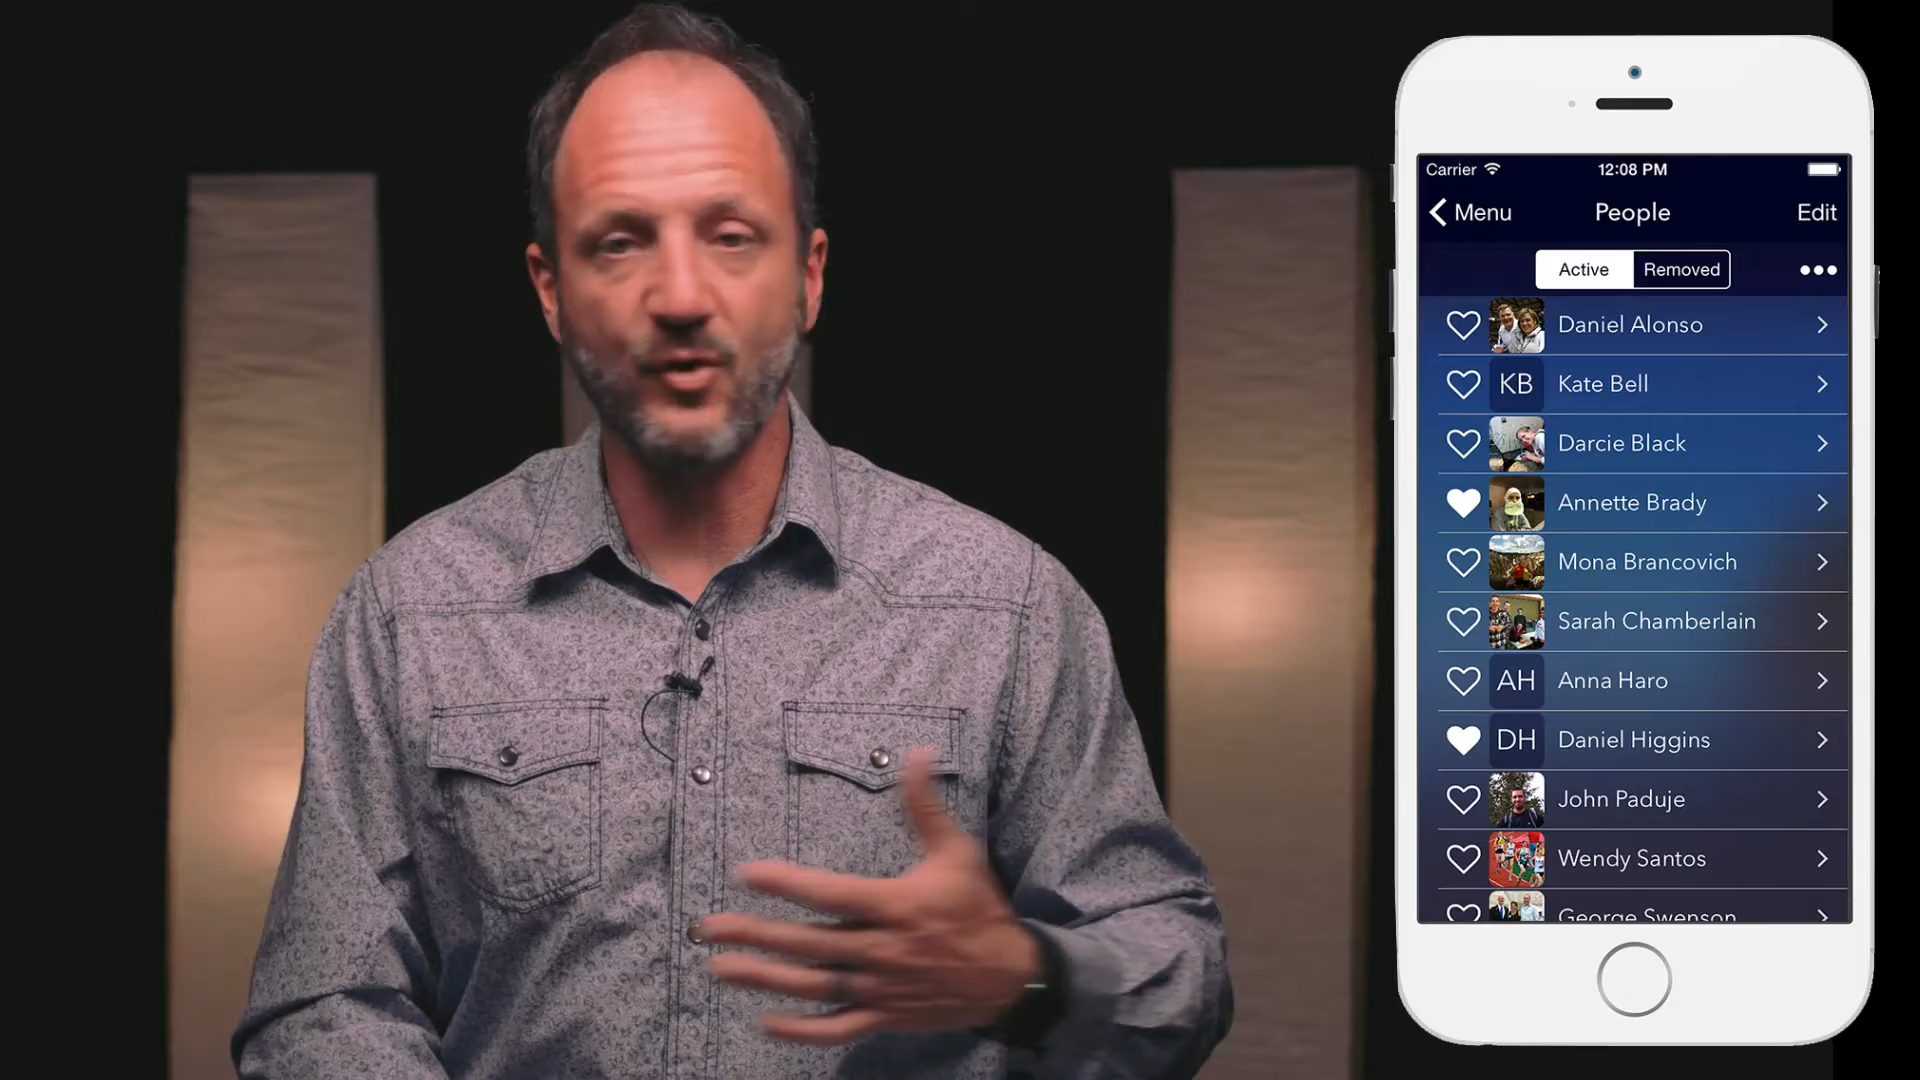 Carrier 12:08 PM
Menu People Edit
Active Removed
Daniel Alonso
KB Kate Bell
Darcie Black
Annette Brady
Mona Brancovich
Sarah Chamberlain
AH Anna Haro
DH Daniel Higgins
John Paduje
Wendy Santos
George Swenson